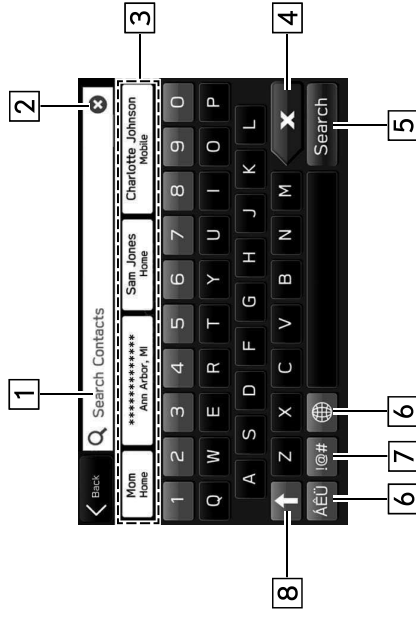 1
2
3
Back
Search Contacts
Mom
Home
**************
Ann Arbor, MI
Sam Jones
Home
Charlotte Johnson
Mobile
1 2 3 4 5 6 7 8 9 0
Q W E R T Y U I O P
A S D F G H J K L
Z X C V B N M X
ÁÊÜ !@# Search
8
6
7
6
5
4